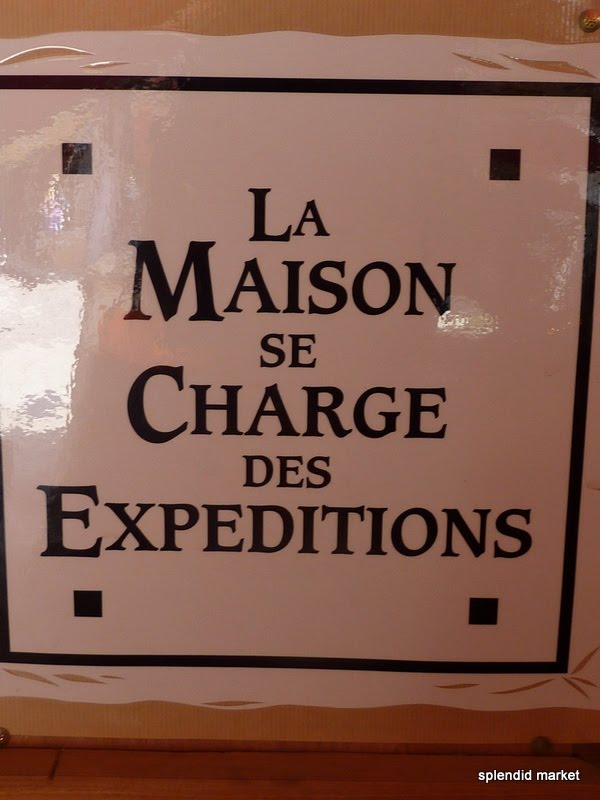 LA
MAISON
SE
CHARGE
DES
EXPEDITIONS
splendid market